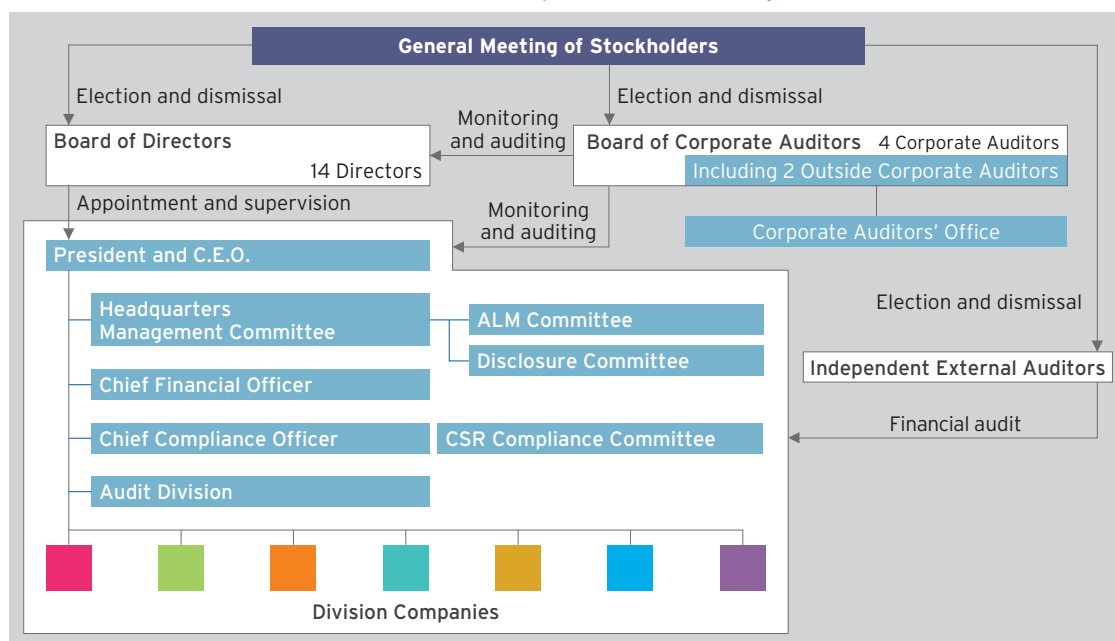 General Meeting of Stockholders
Election and dismissal
Election and dismissal
Monitoring
and auditing
Board of Directors
14 Directors
Board of Corporate Auditors 4 Corporate Auditors
Including 2 Outside Corporate Auditors
Appointment and supervision
Monitoring
and auditing
Corporate Auditors' Office
President and C.E.O.
Headquarters
Management Committee
ALM Committee
Disclosure Committee
Election and dismissal
Independent External Auditors
Chief Financial Officer
Financial audit
Chief Compliance Officer
CSR Compliance Committee
Audit Division
Division Companies